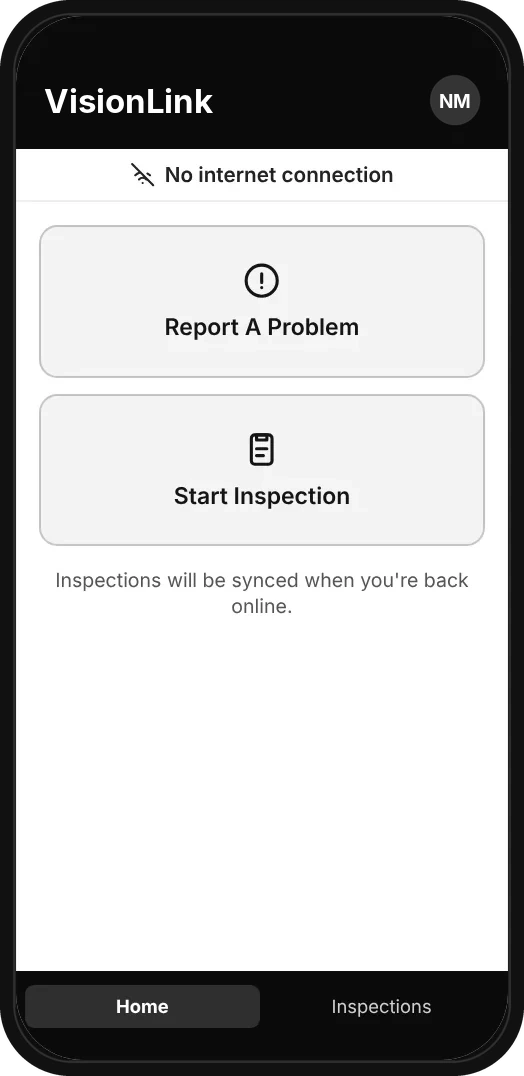 VisionLink
NM
No internet connection
Report A Problem
Start Inspection
Inspections will be synced when you're back
online.
Home
Inspections